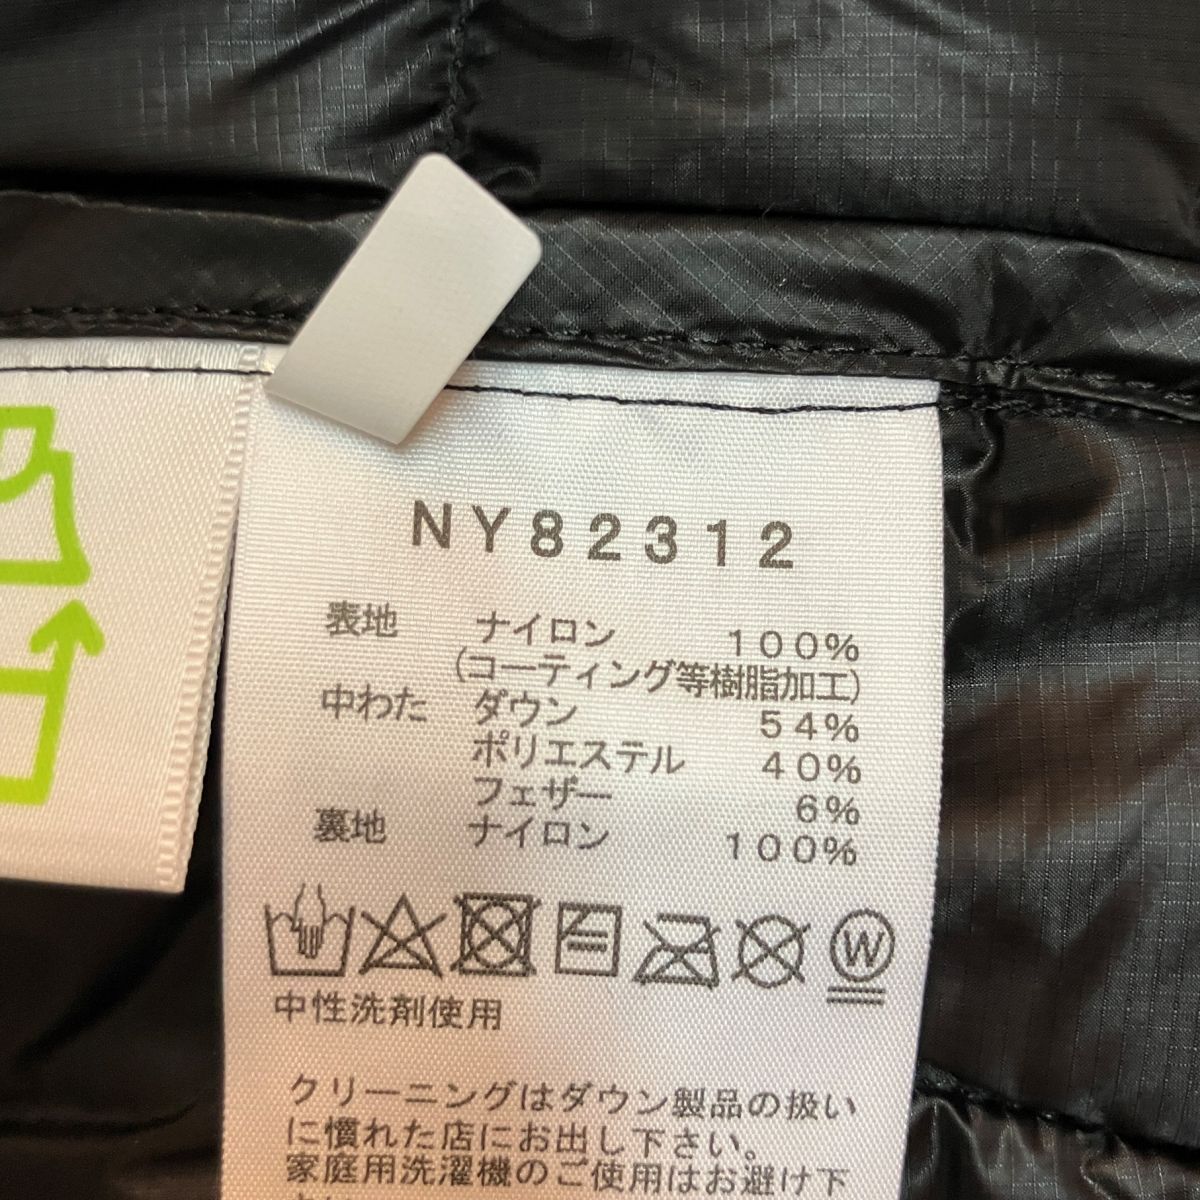 NY82312
表地 ナイロン 100%
(コーティング等樹脂加工)
中わた ダウン 54%
ポリエステル 40%
フェザー 6%
裏地 ナイロン 100%
W
中性洗剤使用
クリーニングはダウン製品の扱い
に慣れた店にお出し下さい。
家庭用洗濯機のご使用はお避け下